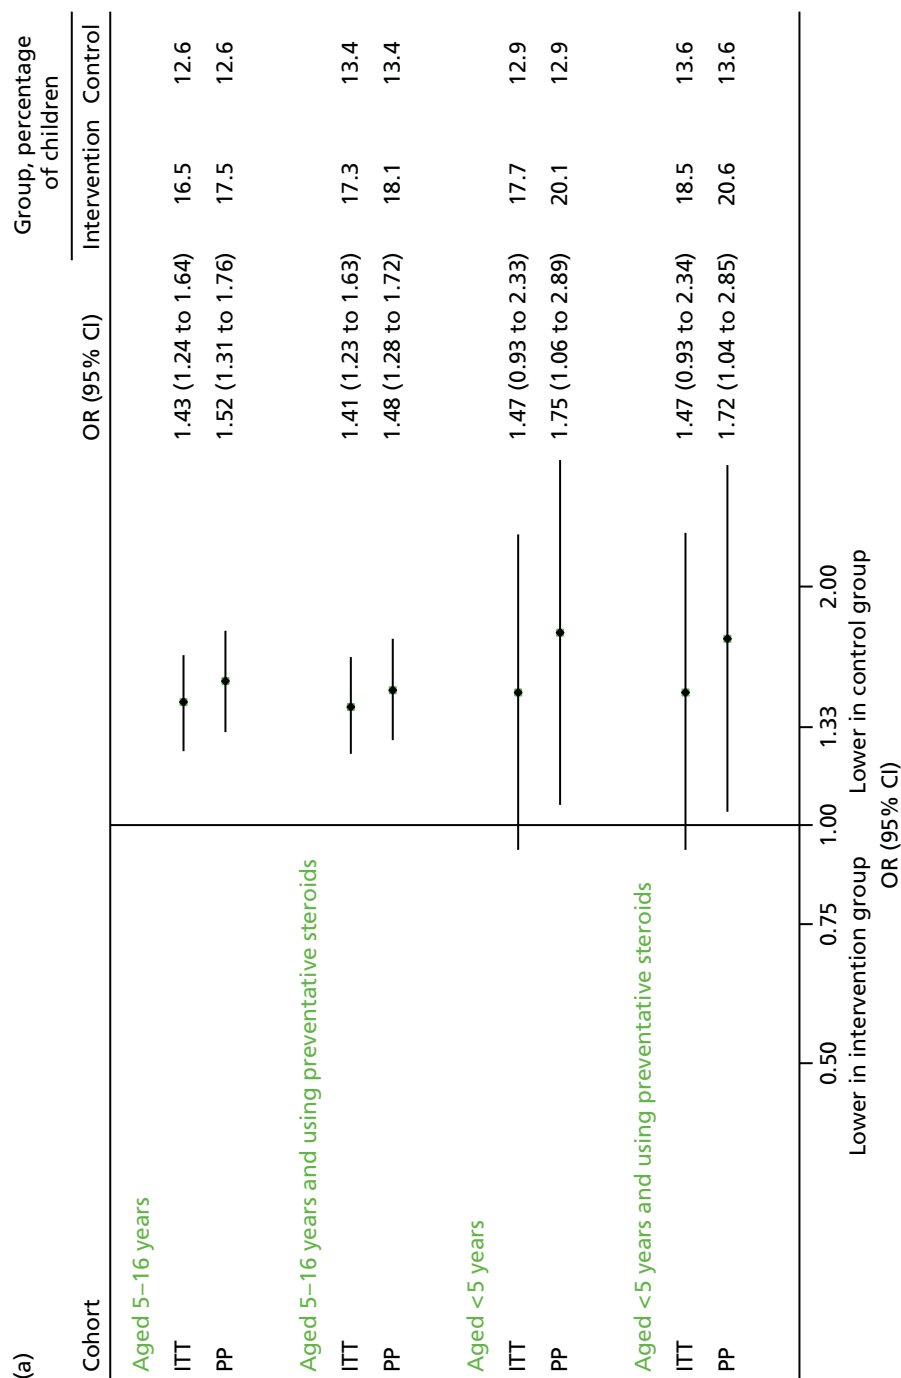 (a)
Group, percentage
of children
Cohort OR (95% CI) Intervention Control
Aged 5–16 years
ITT 1.43 (1.24 to 1.64) 16.5 12.6
PP 1.52 (1.31 to 1.76) 17.5 12.6
Aged 5–16 years and using preventative steroids
ITT 1.41 (1.23 to 1.63) 17.3 13.4
PP 1.48 (1.28 to 1.72) 18.1 13.4
Aged <5 years
ITT 1.47 (0.93 to 2.33) 17.7 12.9
PP 1.75 (1.06 to 2.89) 20.1 12.9
Aged <5 years and using preventative steroids
ITT 1.47 (0.93 to 2.34) 18.5 13.6
PP 1.72 (1.04 to 2.85) 20.6 13.6
0.50 0.75 1.00 1.33 2.00
Lower in intervention group Lower in control group
OR (95% CI)